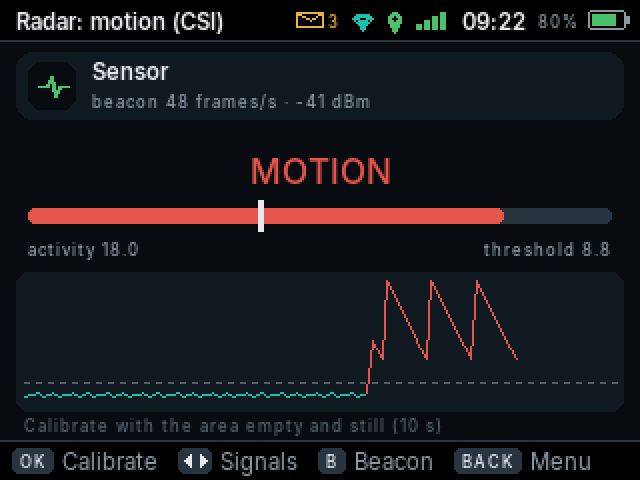 Radar: motion (CSI) 3 09:22 80%
Sensor
beacon 48 frames/s · -41 dBm
MOTION
activity 18.0 threshold 8.8
Calibrate with the area empty and still (10 s)
OK Calibrate Signals B Beacon BACK Menu